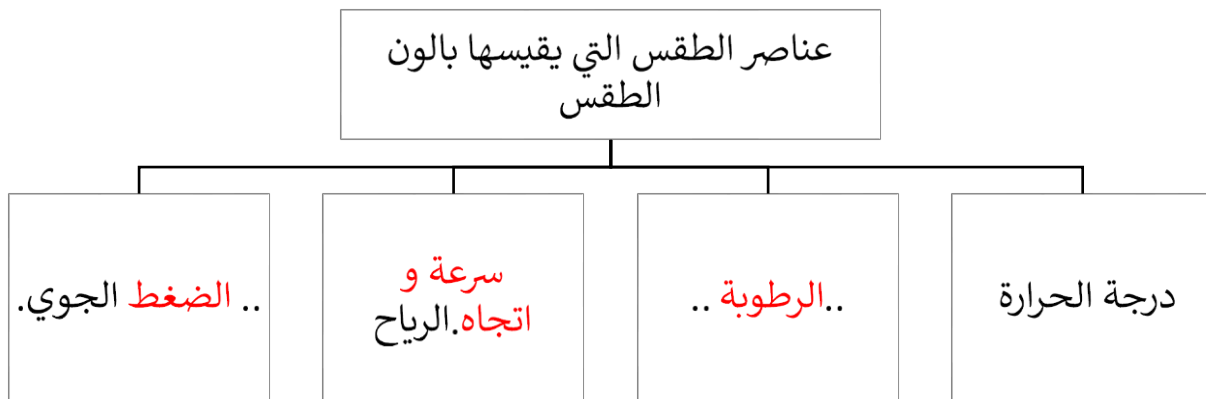 عناصر الطقس التي يقيسها بالون
الطقس
درجة الحرارة
..الرطوبة ..
سرعة و
اتجاه.الرياح
.. الضغط الجوي.